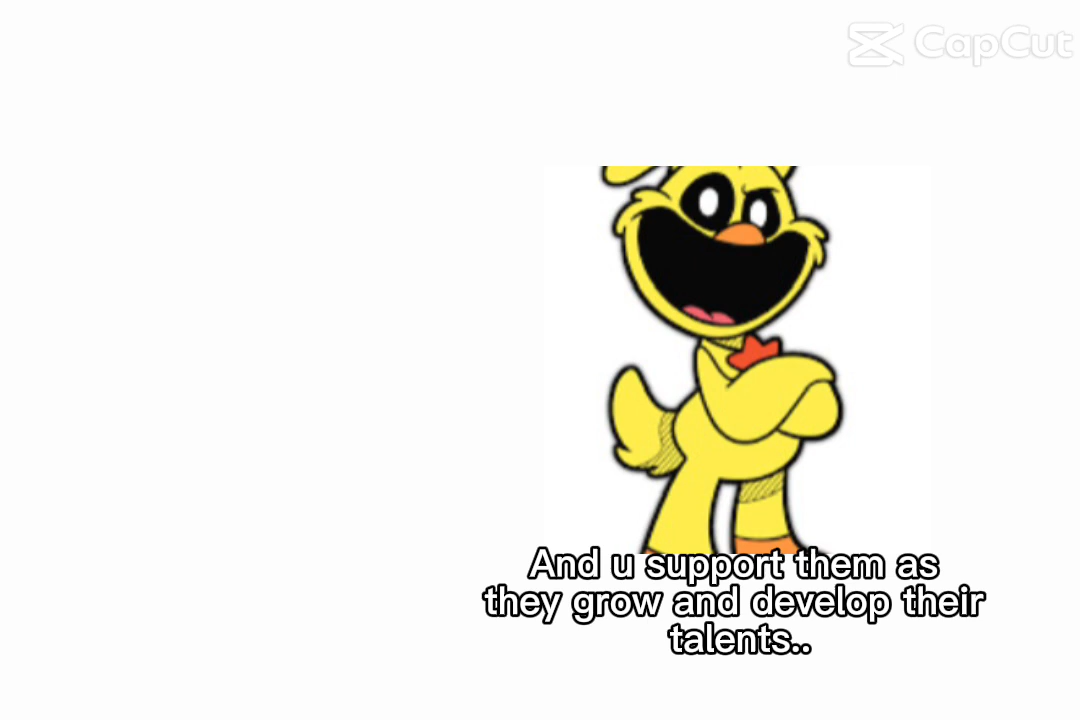 CapCut
And u support them as
they grow and develop their
talents..